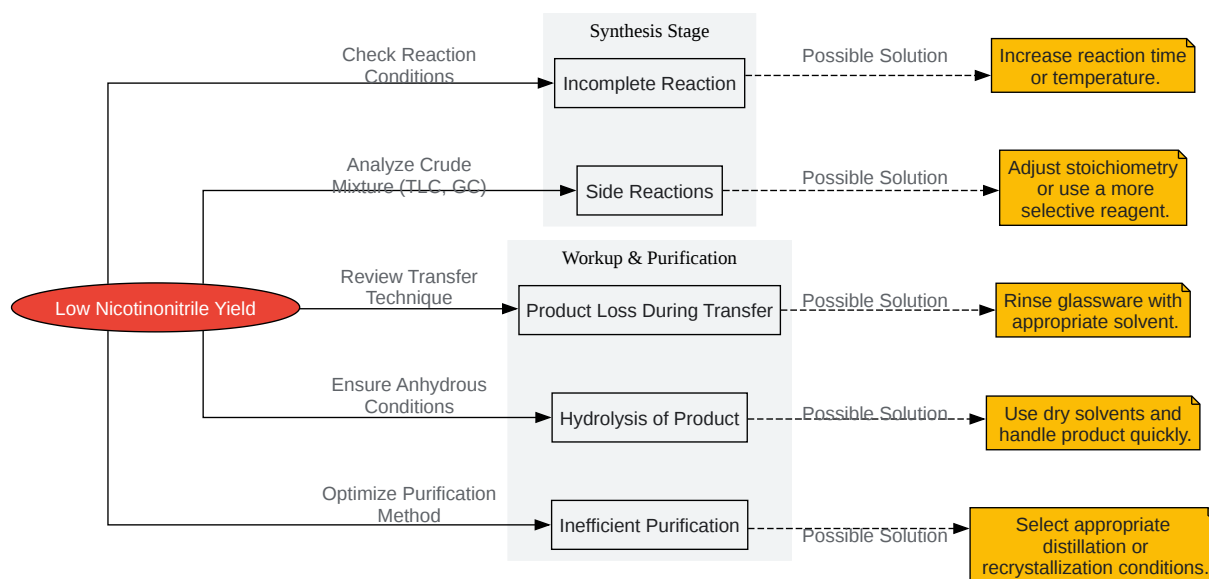 Synthesis Stage
Check Reaction
Conditions
Incomplete Reaction
Possible Solution
Increase reaction time
or temperature.
Analyze Crude
Mixture (TLC, GC)
Side Reactions
Possible Solution
Adjust stoichiometry
or use a more
selective reagent.
Workup & Purification
Low Nicotinonitrile Yield
Review Transfer
Technique
Product Loss During Transfer
Possible Solution
Rinse glassware with
appropriate solvent.
Ensure Anhydrous
Conditions
Hydrolysis of Product
Possible Solution
Use dry solvents and
handle product quickly.
Optimize Purification
Method
Inefficient Purification
Possible Solution
Select appropriate
distillation or
recrystallization conditions.